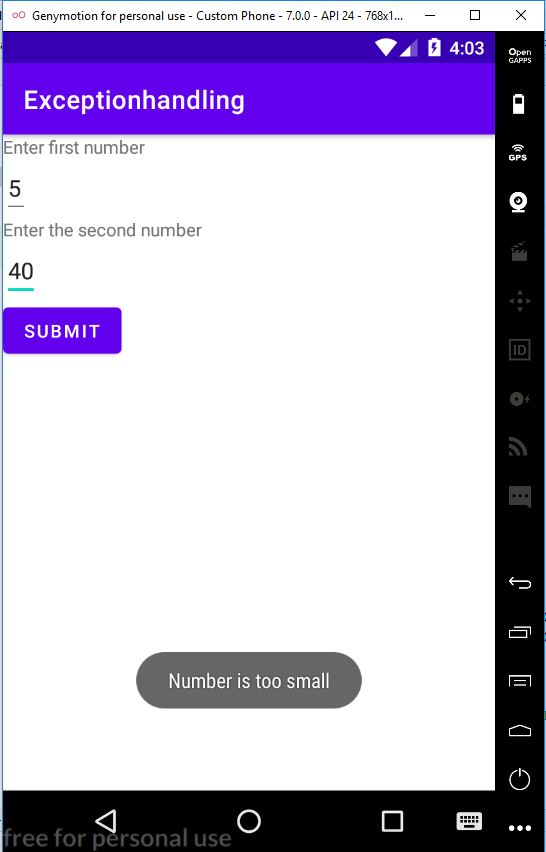 Genymotion for personal use - Custom Phone - 7.0.0 - API 24 - 768x1...
4:03
Open
GAPPS
Exceptionhandling
GPS
Enter first number
5
Enter the second number
40
SUBMIT
ID
Number is too small
free for personal use